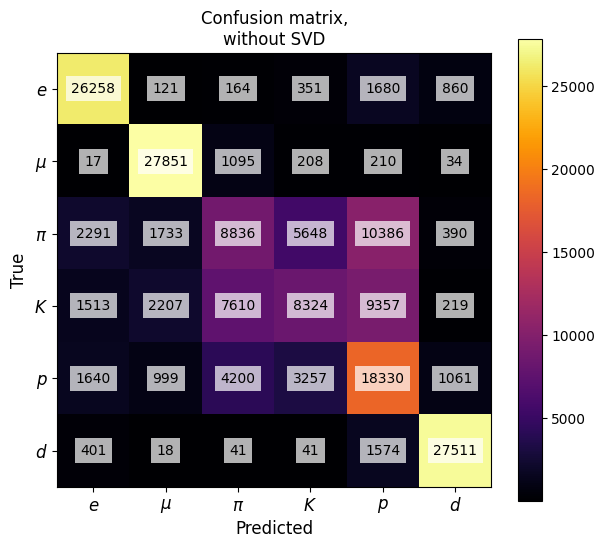 Confusion matrix,
without SVD
True
e 26258 121 164 351 1680 860
μ 17 27851 1095 208 210 34
π 2291 1733 8836 5648 10386 390
K 1513 2207 7610 8324 9357 219
p 1640 999 4200 3257 18330 1061
d 401 18 41 41 1574 27511
e μ π K p d
Predicted
25000
20000
15000
10000
5000